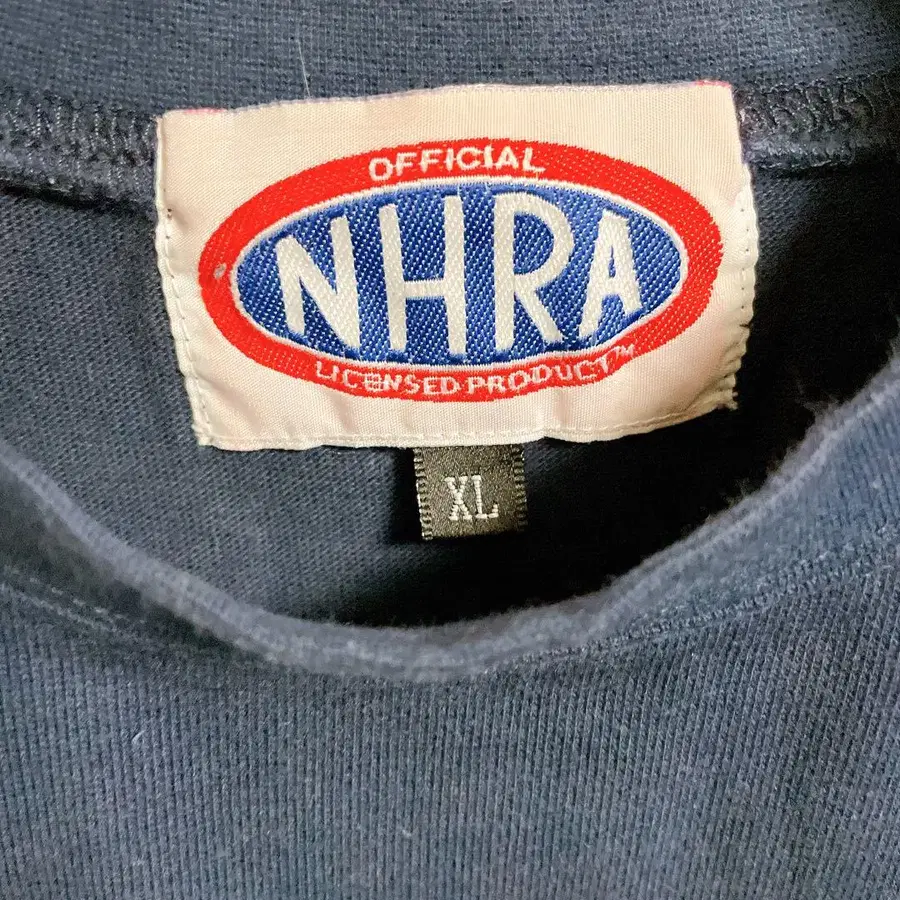 OFFICIAL
NHRA
LICENSED PRODUCT™
XL